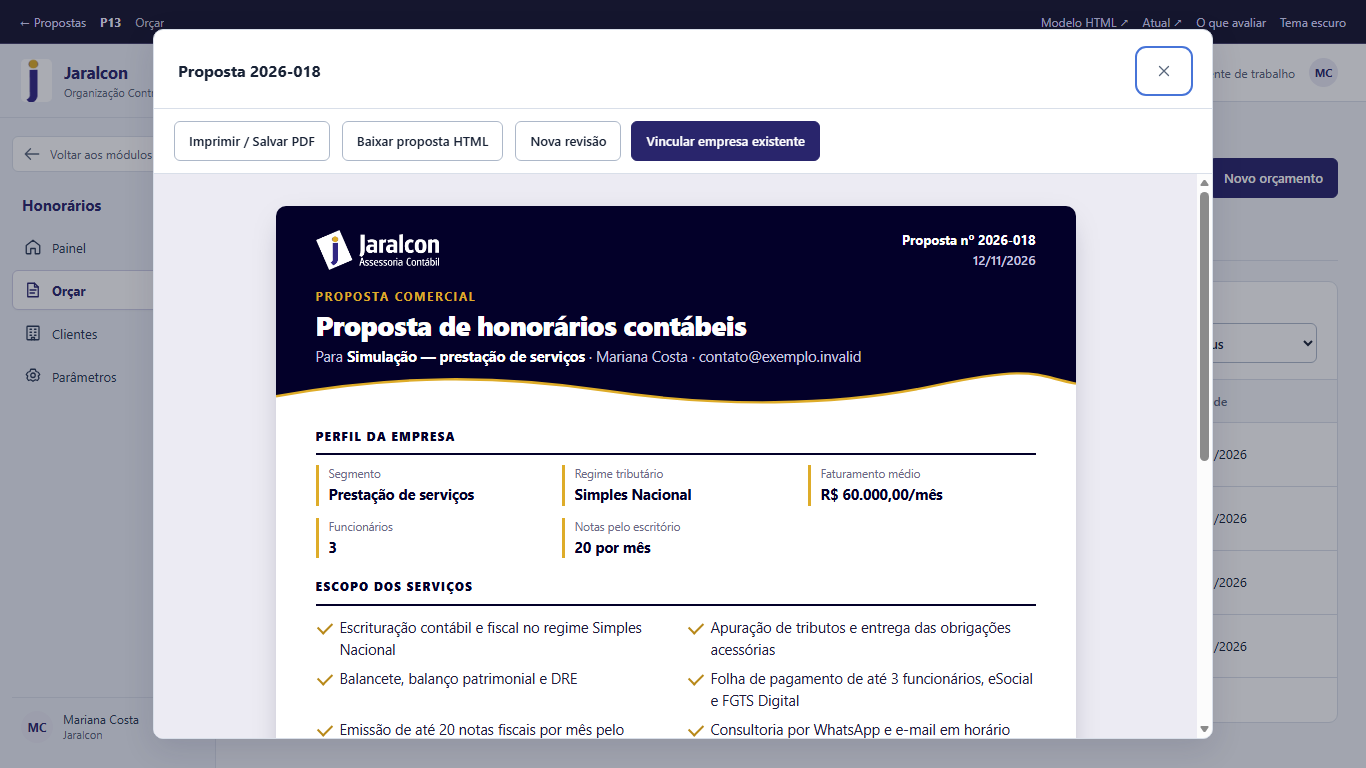 ← Propostas P13 Orçar
Modelo HTML ↗ Atual ↗ O que avaliar Tema escuro
Jaralcon
Organização
MC
Voltar aos módulos
Honorários
Painel
Orçar
Clientes
Parâmetros
Mariana Costa
Jaralcon
MC
Proposta 2026-018
×
Imprimir / Salvar PDF
Baixar proposta HTML
Nova revisão
Vincular empresa existente
Jaralcon
Assessoria Contábil
Proposta nº 2026-018
12/11/2026
PROPOSTA COMERCIAL
Proposta de honorários contábeis
Para Simulação — prestação de serviços · Mariana Costa · contato@exemplo.invalid
PERFIL DA EMPRESA
Segmento
Prestação de serviços
Regime tributário
Simples Nacional
Faturamento médio
R$ 60.000,00/mês
Funcionários
3
Notas pelo escritório
20 por mês
ESCOPO DOS SERVIÇOS
Escrituração contábil e fiscal no regime Simples
Nacional
Apuração de tributos e entrega das obrigações
acessórias
Balancete, balanço patrimonial e DRE
Folha de pagamento de até 3 funcionários, eSocial
e FGTS Digital
Emissão de até 20 notas fiscais por mês pelo
Consultoria por WhatsApp e e-mail em horário
de trabalho
Novo orçamento
/2026
/2026
/2026
/2026